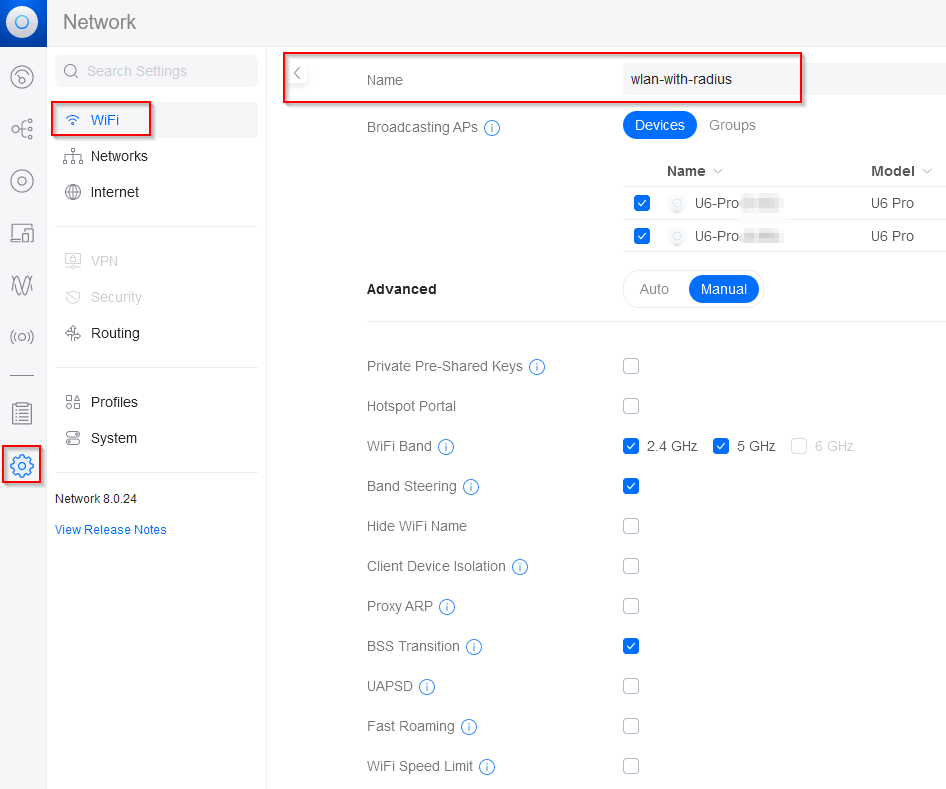 Network
Search Settings
WiFi
Networks
Internet
VPN
Security
Routing
Profiles
System
Network 8.0.24
View Release Notes
Name wlan-with-radius
Broadcasting APs Devices Groups
Name Model
U6-Pro U6 Pro
U6-Pro U6 Pro
Advanced Auto Manual
Private Pre-Shared Keys
Hotspot Portal
WiFi Band 2.4 GHz 5 GHz 6 GHz
Band Steering
Hide WiFi Name
Client Device Isolation
Proxy ARP
BSS Transition
UAPSD
Fast Roaming
WiFi Speed Limit